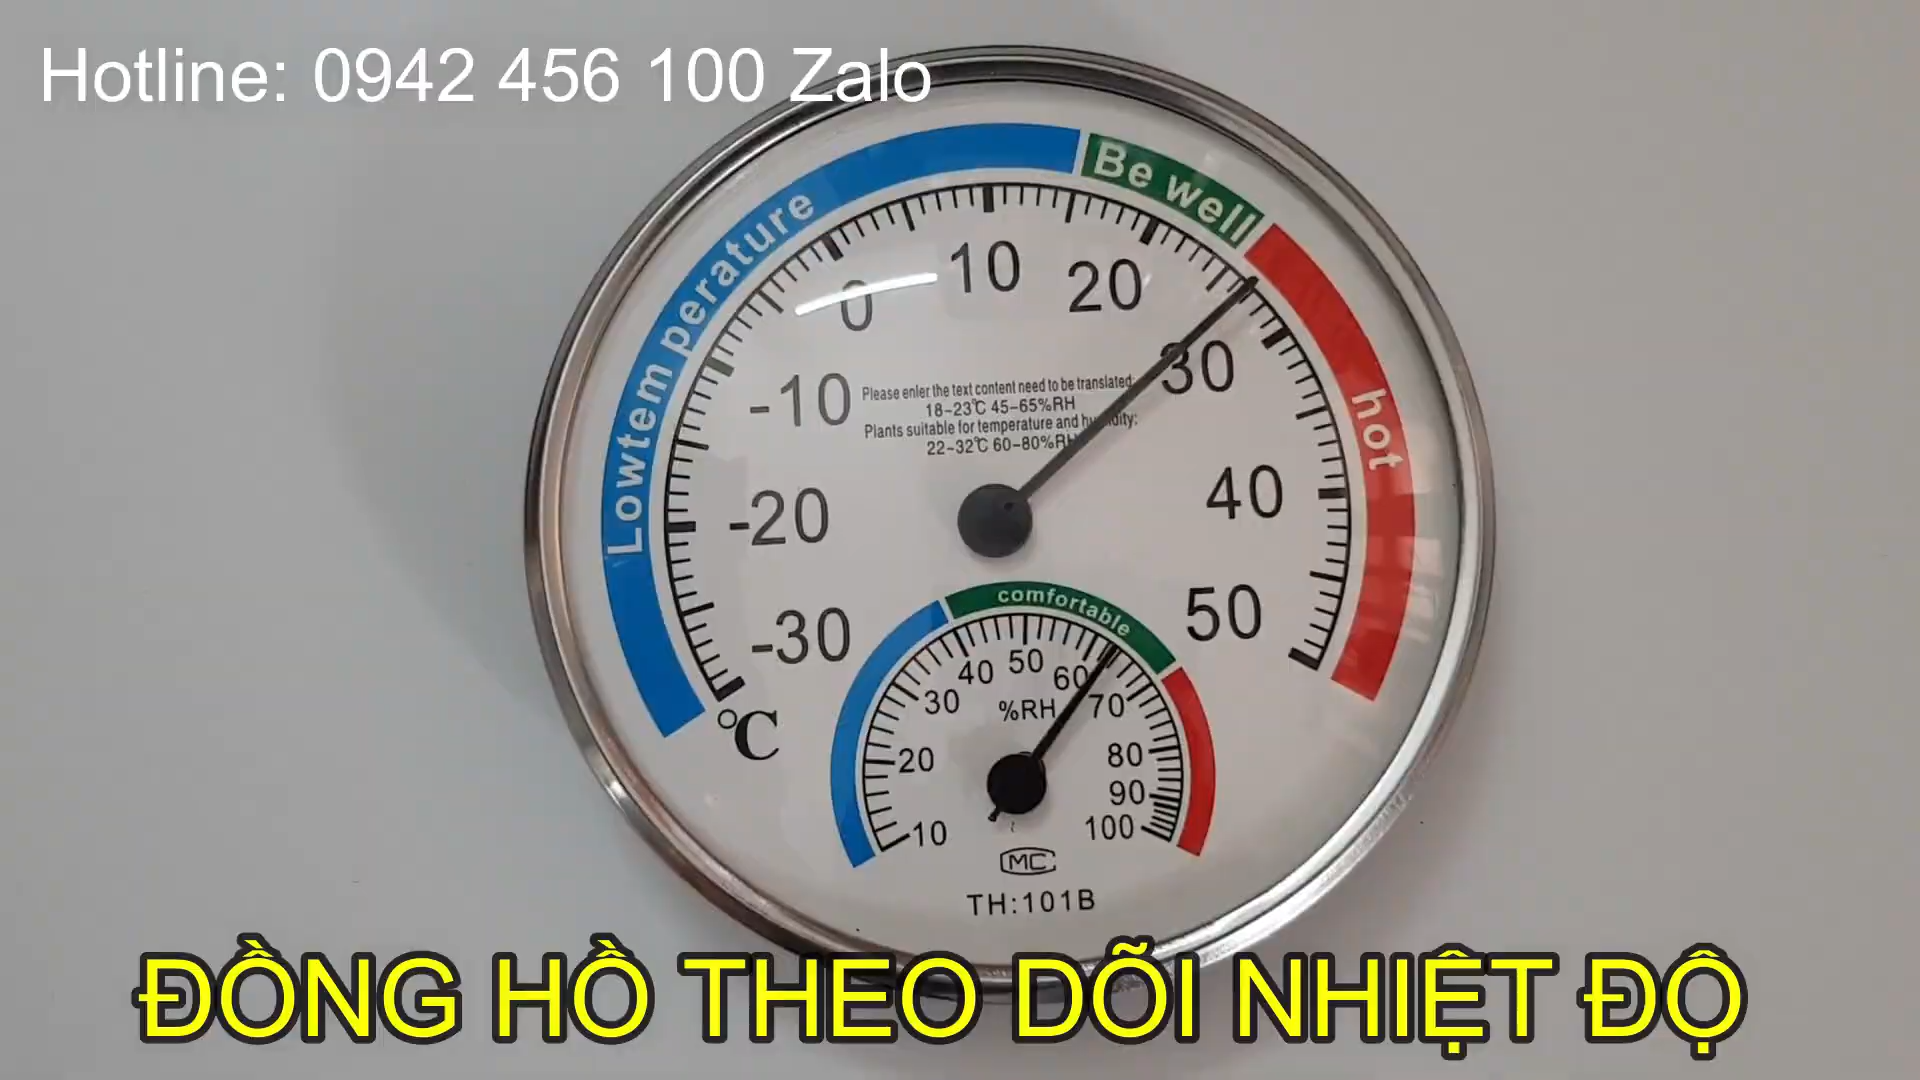 Hotline: 0942 456 100 Zalo
Lowtem perature
Be well
hot
-30
-20
-10
0
10
20
30
40
50
°C
Please enler the text content need to be translated:
18-23℃ 45-65%RH
Plants suitable for temperature and humidity:
22-32℃ 60-80%RH
comfortable
10
20
30
40
50
60
70
80
90
100
%RH
MC
TH:101B
ĐỒNG HỒ THEO DÕI NHIỆT ĐỘ